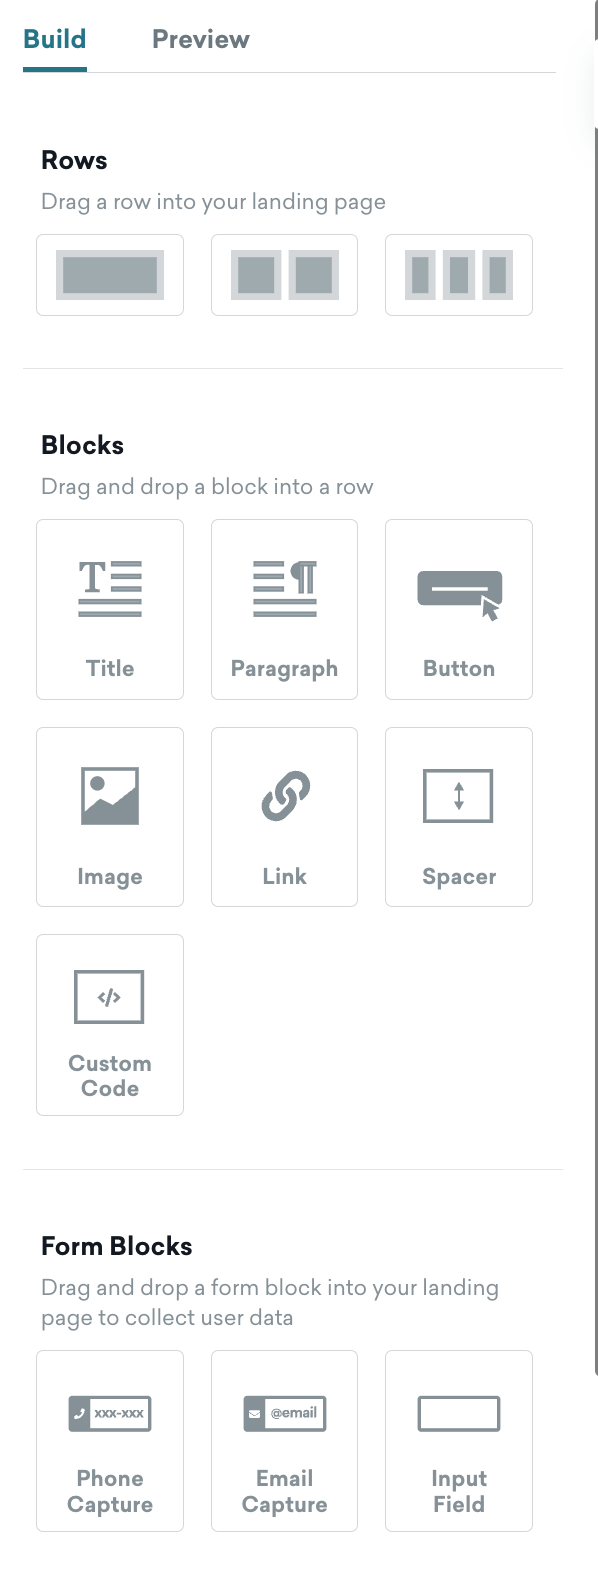 Build Preview
Rows
Drag a row into your landing page
Blocks
Drag and drop a block into a row
T ¶
Title Paragraph Button
Image Link Spacer
</>
Custom
Code
Form Blocks
Drag and drop a form block into your landing
page to collect user data
xxx-xxx @email
Phone Email Input
Capture Capture Field